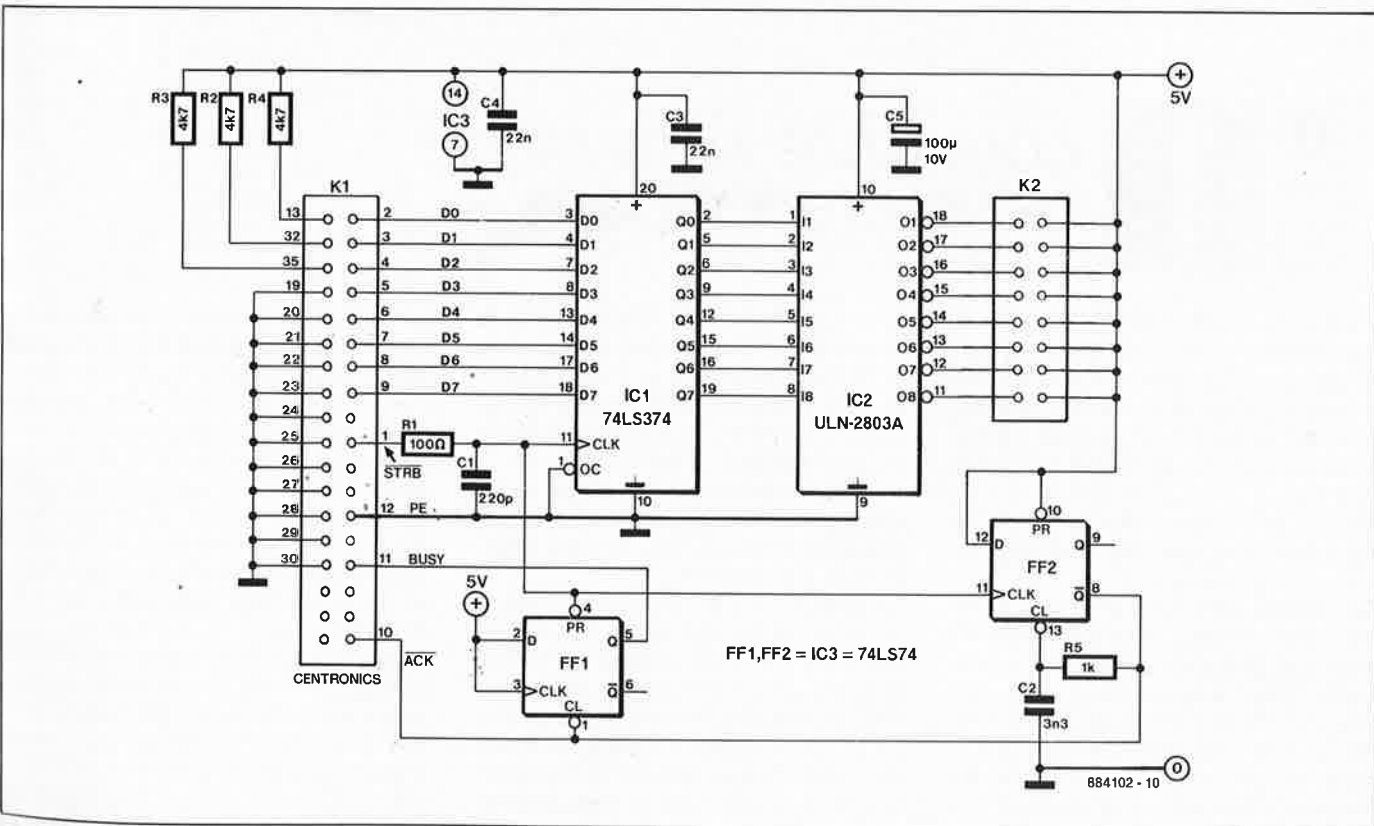 5V
R3
4k7
R2
4k7
R4
4k7
14
IC3
7
C4
22n
C3
22n
C5
100µ
10V
K1
K2
20
+
10
+
13
2
D0
3
D0
Q0
2
1
I1
O1
18
32
3
D1
4
D1
Q1
5
2
I2
O2
17
35
4
D2
7
D2
Q2
6
3
I3
O3
16
19
5
D3
8
D3
Q3
9
4
I4
O4
15
20
6
D4
13
D4
Q4
12
5
I5
O5
14
21
7
D5
14
D5
Q5
15
6
I6
O6
13
22
8
D6
17
D6
Q6
16
7
I7
O7
12
23
9
D7
18
D7
Q7
19
8
I8
O8
11
IC1
74LS374
IC2
ULN-2803A
24
25
1
R1
100Ω
11
CLK
STRB
C1
220p
1
OC
26
27
10
9
28
12
PE
29
30
11
BUSY
10
ACK
CENTRONICS
5V
+
4
PR
2
D
Q
5
FF1
3
CLK
Q
6
CL
1
FF1,FF2 = IC3 = 74LS74
10
PR
12
D
Q
9
FF2
11
CLK
Q
8
CL
13
R5
1k
C2
3n3
0
884102 - 10